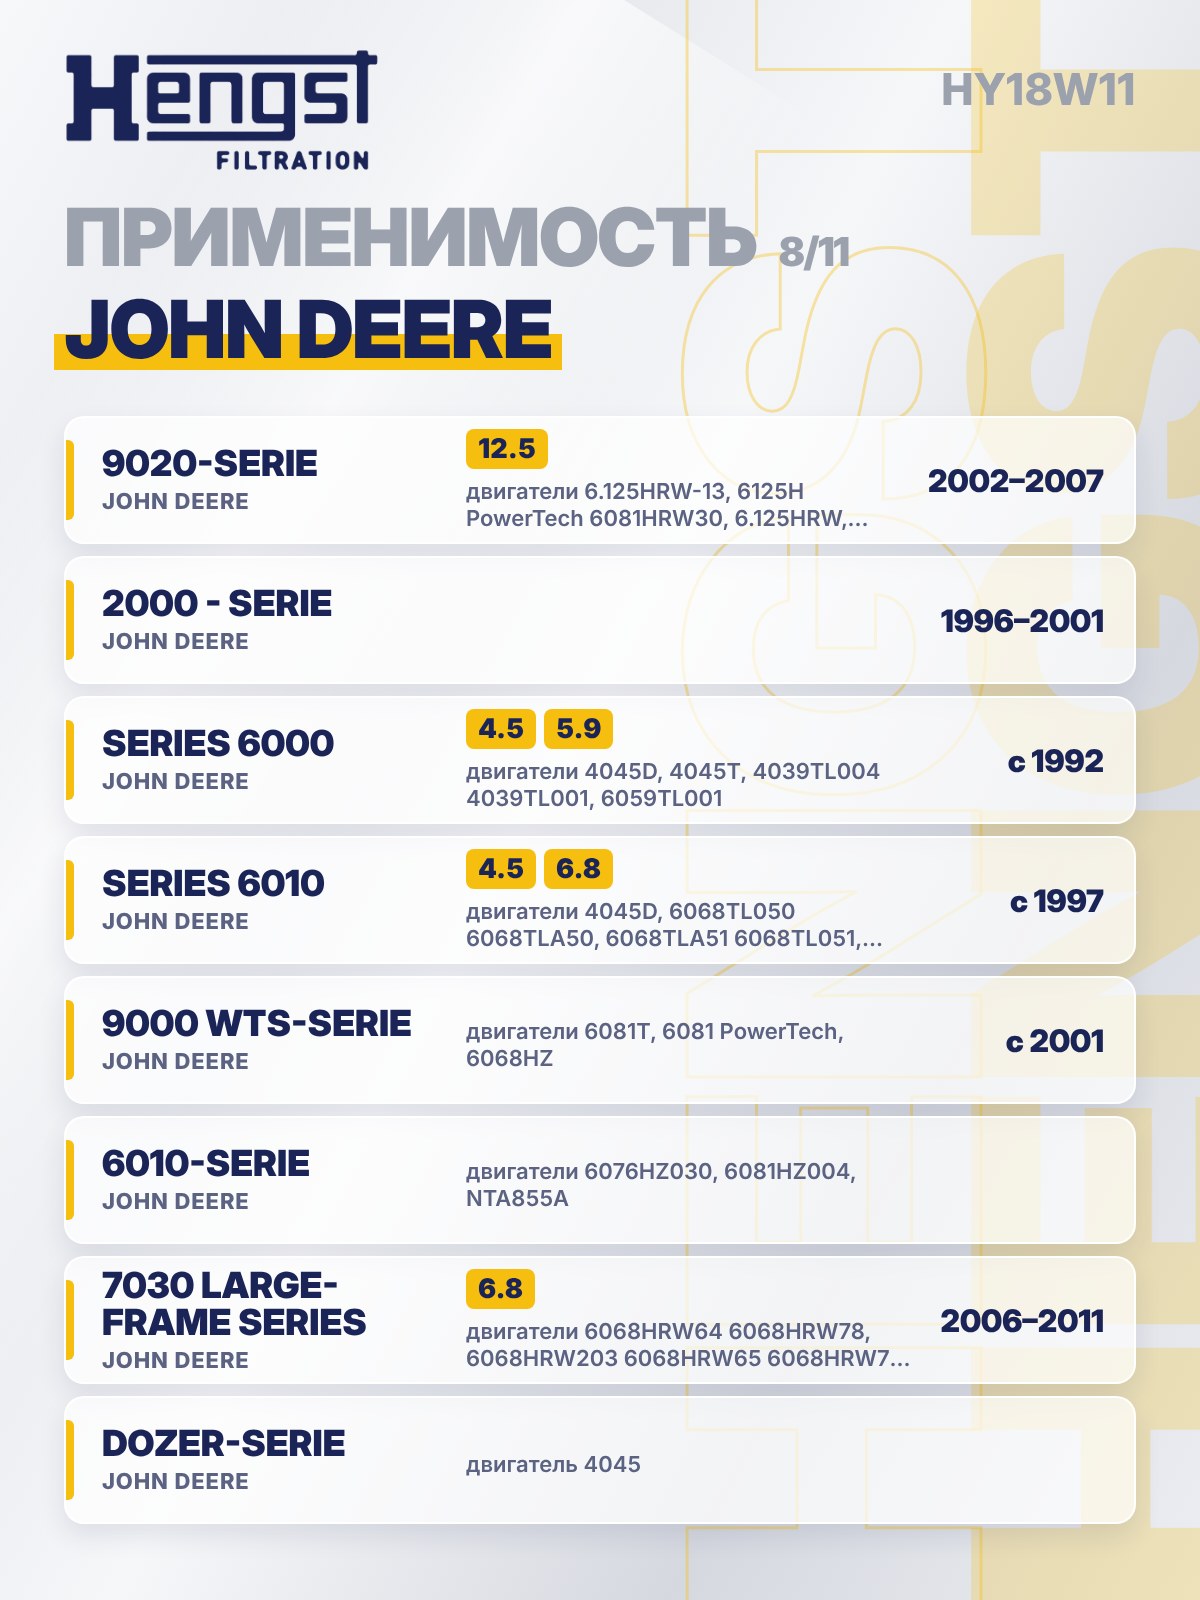 Hengst
FILTRATION
HY18W11
ПРИМЕНИМОСТЬ 8/11
JOHN DEERE
9020-SERIE
JOHN DEERE
12.5
двигатели 6.125HRW-13, 6125H
PowerTech 6081HRW30, 6.125HRW,...
2002–2007
2000 - SERIE
JOHN DEERE
1996–2001
SERIES 6000
JOHN DEERE
4.5 5.9
двигатели 4045D, 4045T, 4039TL004
4039TL001, 6059TL001
с 1992
SERIES 6010
JOHN DEERE
4.5 6.8
двигатели 4045D, 6068TL050
6068TLA50, 6068TLA51 6068TL051,...
с 1997
9000 WTS-SERIE
JOHN DEERE
двигатели 6081T, 6081 PowerTech,
6068HZ
с 2001
6010-SERIE
JOHN DEERE
двигатели 6076HZ030, 6081HZ004,
NTA855A
7030 LARGE-
FRAME SERIES
JOHN DEERE
6.8
двигатели 6068HRW64 6068HRW78,
6068HRW203 6068HRW65 6068HRW7...
2006–2011
DOZER-SERIE
JOHN DEERE
двигатель 4045
HENGST
HENGST